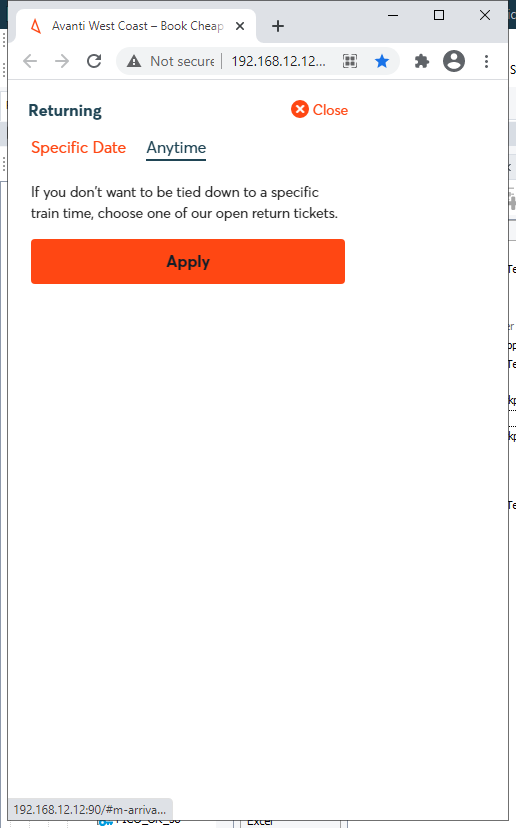 Avanti West Coast – Book Cheap
Not secure
192.168.12.12...
Returning
Close
Specific Date
Anytime
If you don't want to be tied down to a specific
train time, choose one of our open return tickets.
Apply
192.168.12.12:90/#m-arriva...
Excel